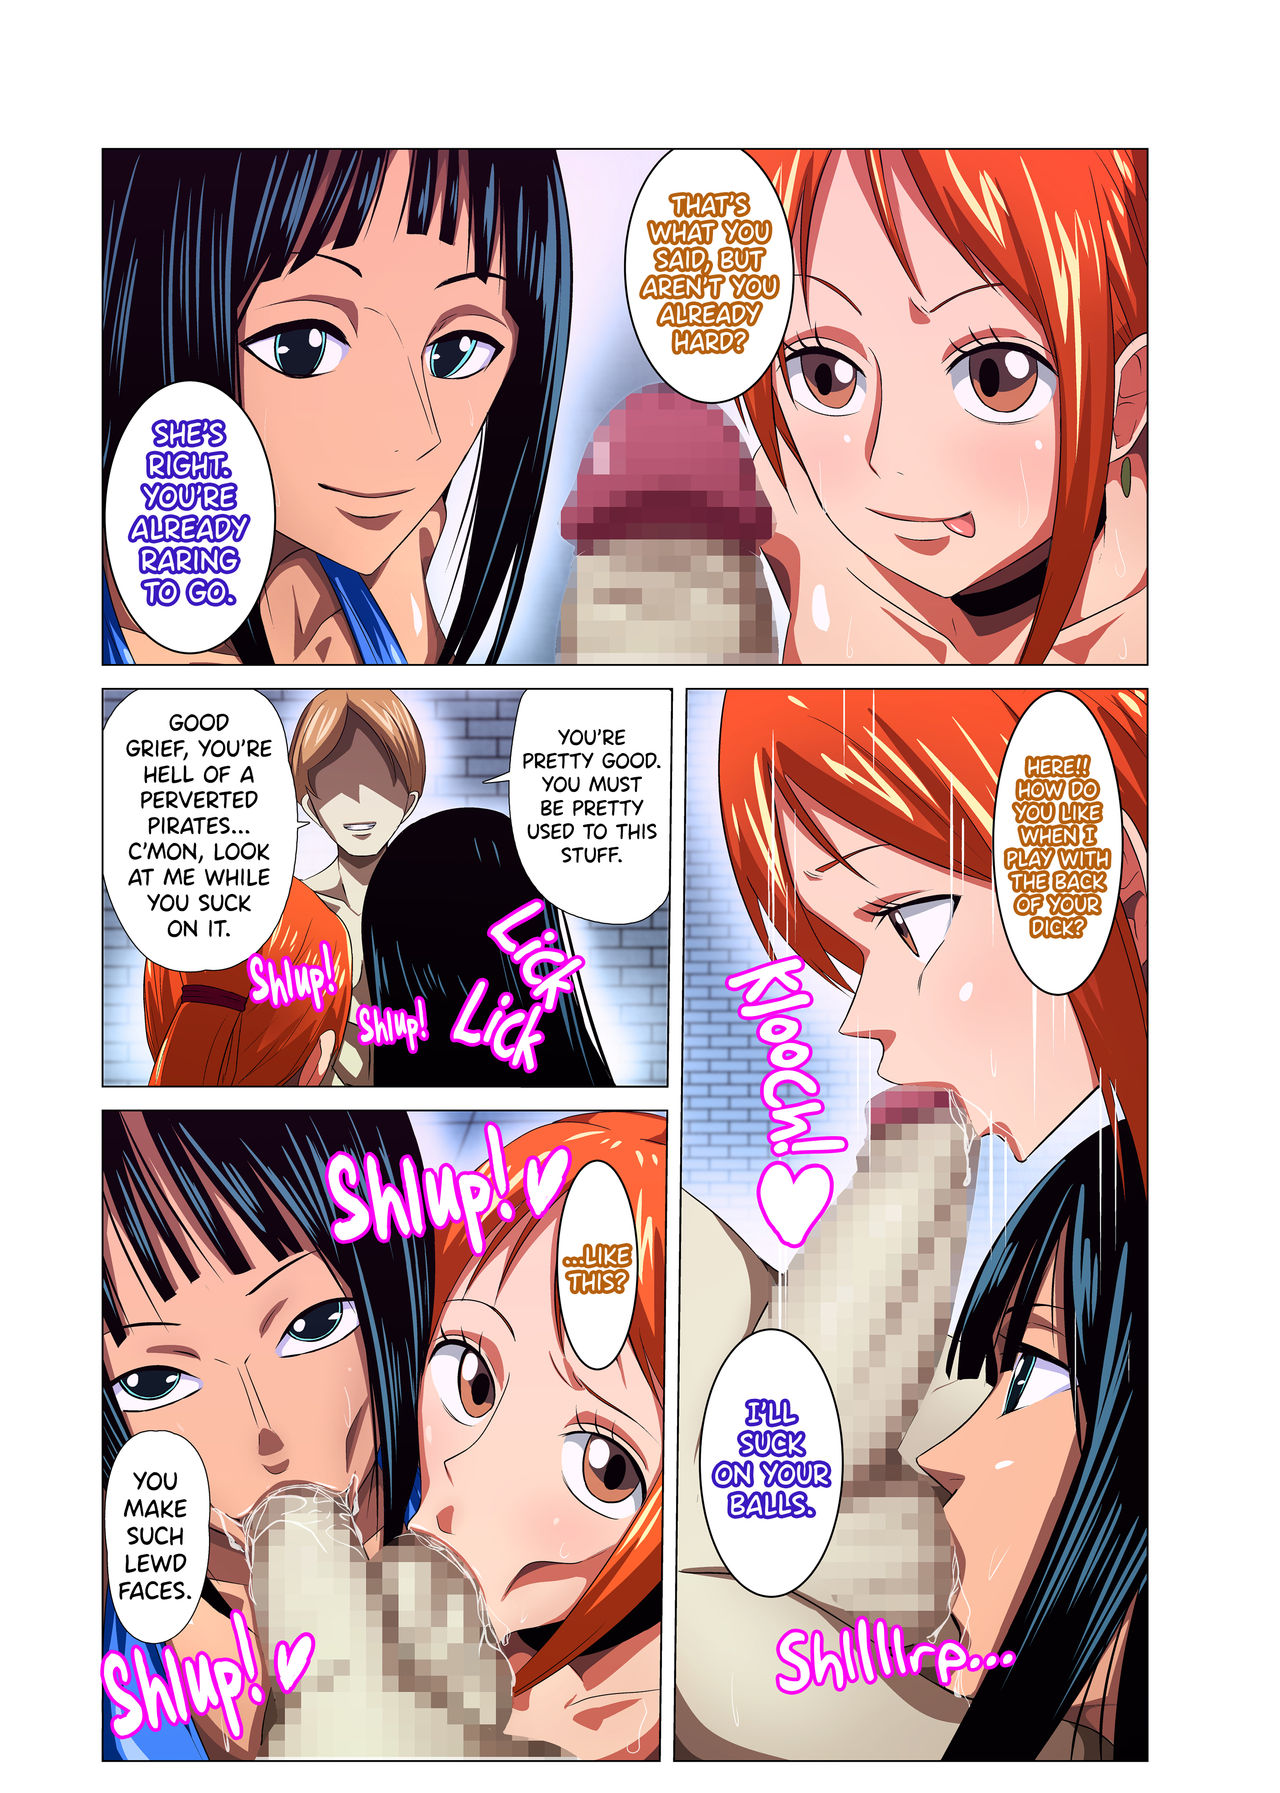 THAT'S
WHAT YOU
SAID, BUT
AREN'T YOU
ALREADY
HARD?
SHE'S
RIGHT.
YOU'RE
ALREADY
RARING
TO GO.
GOOD
GRIEF, YOU'RE
HELL OF A
PERVERTED
PIRATES...
C'MON, LOOK
AT ME WHILE
YOU SUCK
ON IT.
YOU'RE
PRETTY GOOD.
YOU MUST
BE PRETTY
USED TO THIS
STUFF.
Shlup!
Shlup!
Lick
Lick
HERE!!
HOW DO
YOU LIKE
WHEN I
PLAY WITH
THE BACK
OF YOUR
DICK?
Klooch!♡
I'LL
SUCK
ON YOUR
BALLS.
Shlllllrp...
Shlup!♡
...LIKE
THIS?
YOU
MAKE
SUCH
LEWD
FACES.
Shlup!♡